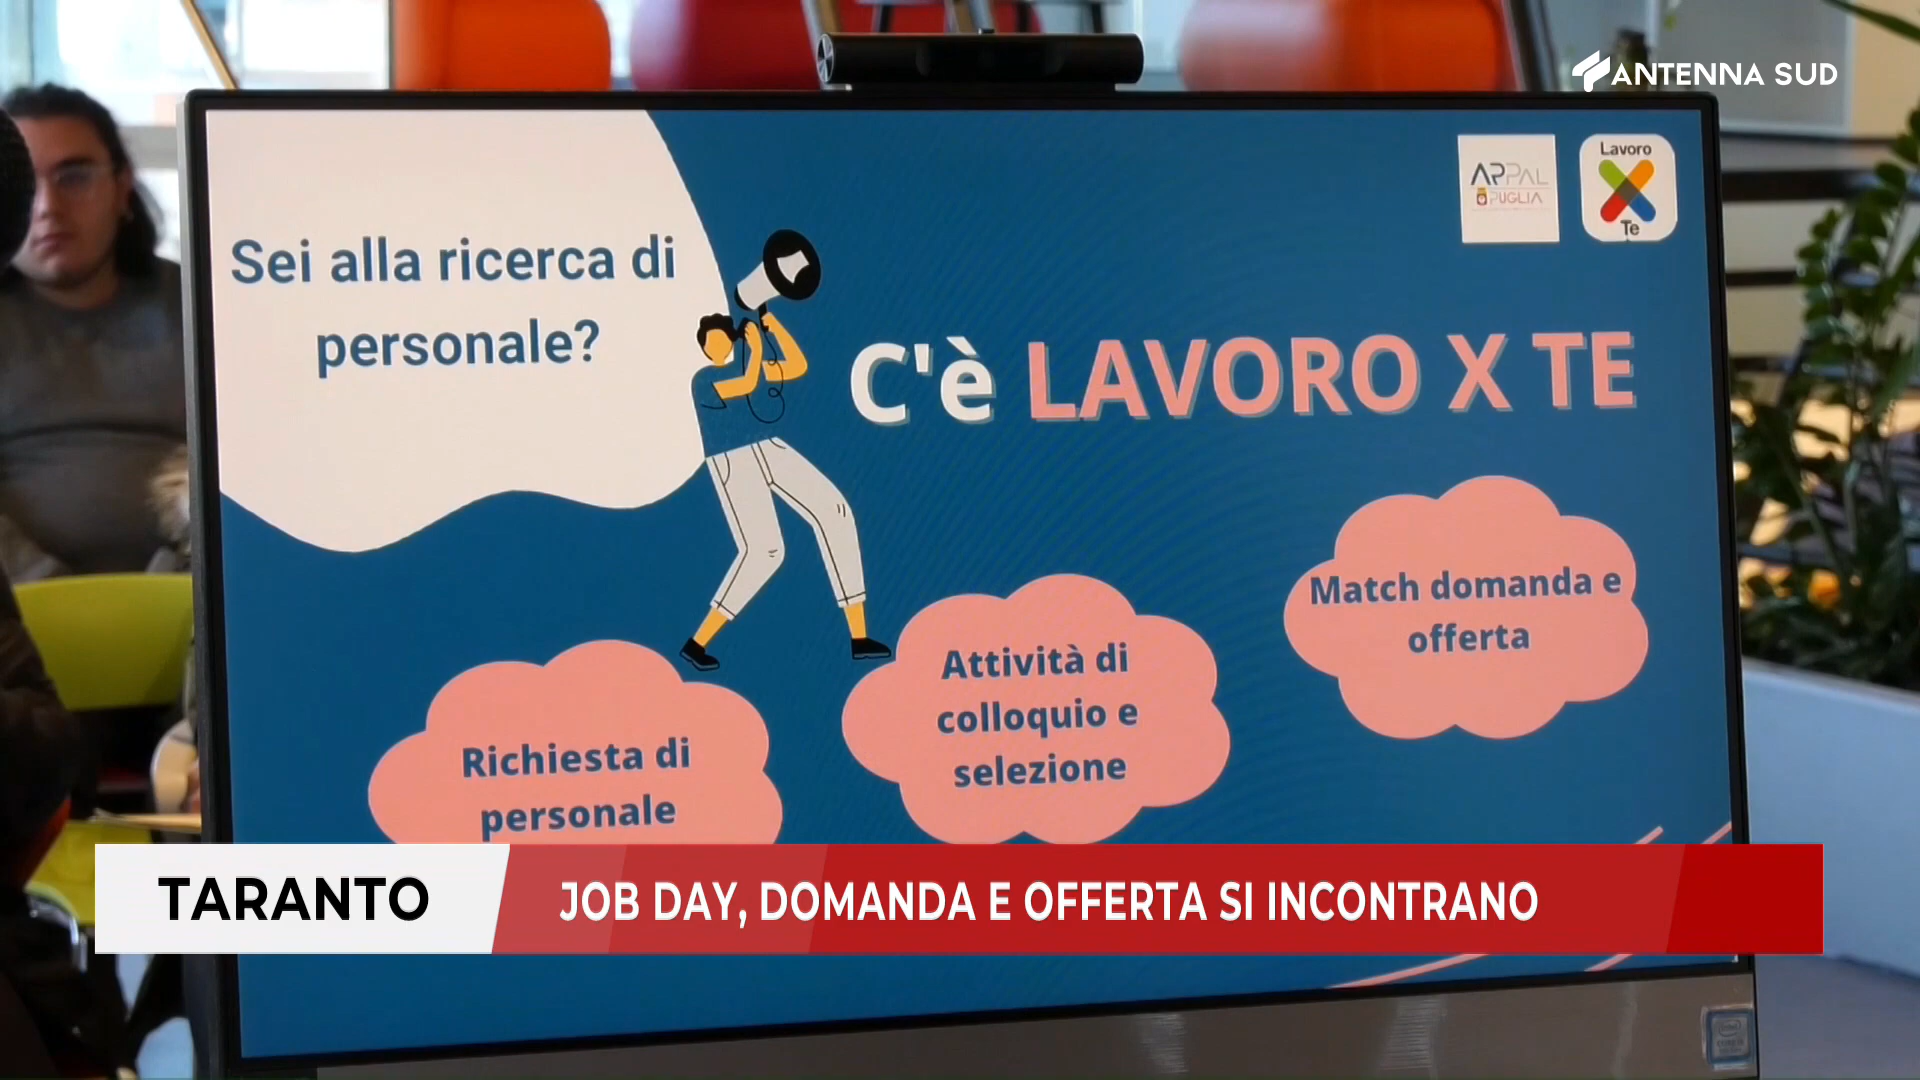 ANTENNA SUD
Lavoro
Te
ARPAL
PUGLIA
Sei alla ricerca di
personale?
C'è LAVORO X TE
Match domanda e
offerta
Attività di
colloquio e
selezione
Richiesta di
personale
TARANTO
JOB DAY, DOMANDA E OFFERTA SI INCONTRANO